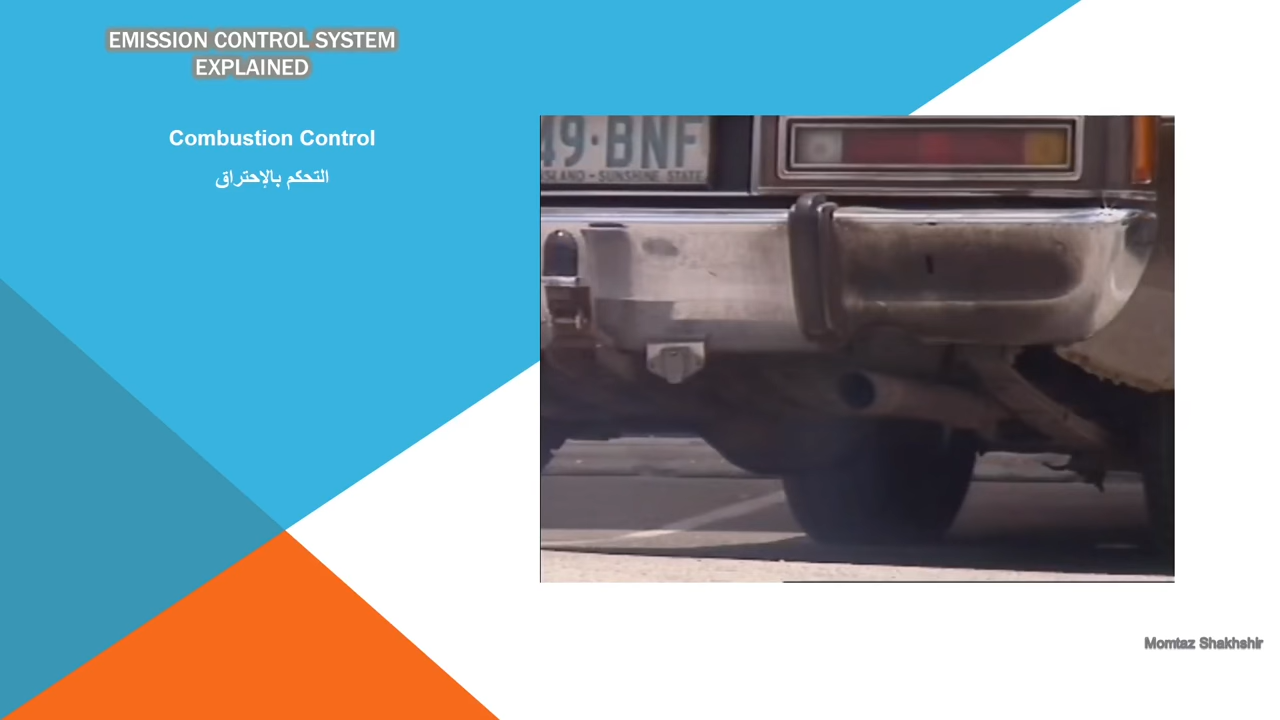 EMISSION CONTROL SYSTEM
EXPLAINED
Combustion Control
التحكم بالإحتراق
49·BNF
SUNSHINE STATE
Momtaz Shakhshir